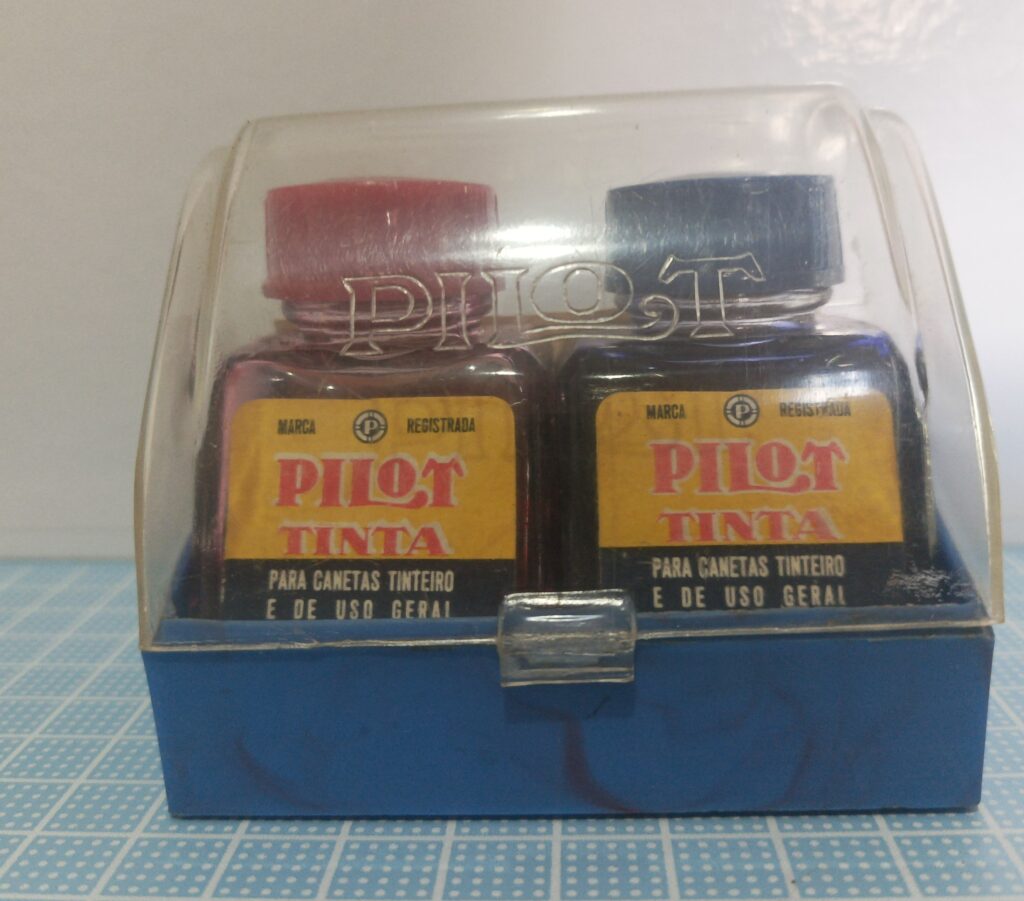 PILOT
MARCA P REGISTRADA
PILOT
TINTA
PARA CANETAS TINTEIRO
E DE USO GERAL
MARCA P REGISTRADA
PILOT
TINTA
PARA CANETAS TINTEIRO
E DE USO GERAL